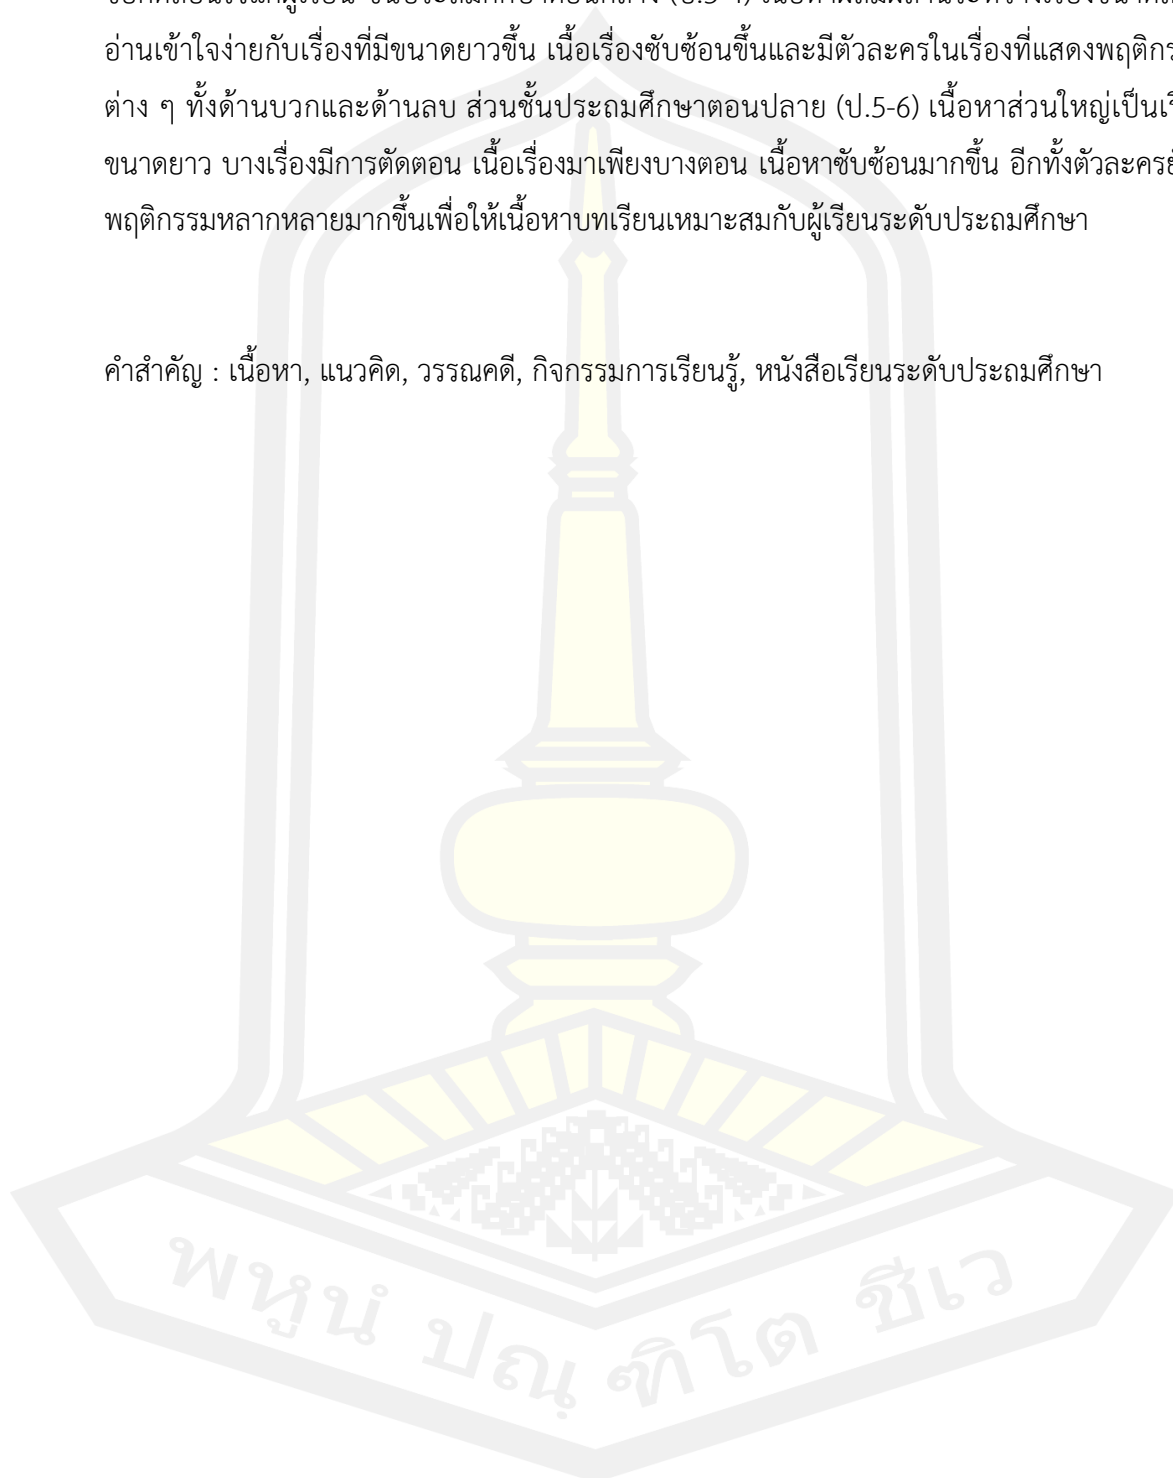 อ่านเข้าใจง่ายกับเรื่องที่มีขนาดยาวขึ้น เนื้อเรื่องซับซ้อนขึ้นและมีตัวละครในเรื่องที่แสดง
ต่าง ๆ ทั้งด้านบวกและด้านลบ ส่วนชั้นประถมศึกษาตอนปลาย (ป.5-6) เนื้อหาส่วนใหญ่เป็น
ขนาดยาว บางเรื่องมีการตัดตอน เนื้อเรื่องมาเพียงบางตอน เนื้อหาซับซ้อนมากขึ้น อีกทั้งตัวละคร
พฤติกรรมหลากหลายมากขึ้นเพื่อให้เนื้อหาบทเรียนเหมาะสมกับผู้เรียนระดับประถมศึกษา
คำสำคัญ : เนื้อหา, แนวคิด, วรรณคดี, กิจกรรมการเรียนรู้, หนังสือเรียนระดับประถมศึกษา
พหูนํ ปณฺฑิโต ชีเว